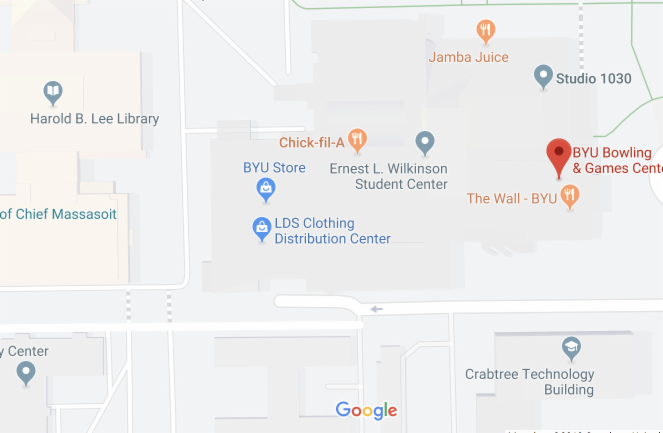 Jamba Juice
Studio 1030
Harold B. Lee Library
Chick-fil-A
BYU Bowling
& Games Cente
BYU Store
Ernest L. Wilkinson
Student Center
The Wall - BYU
of Chief Massasoit
LDS Clothing
Distribution Center
y Center
Crabtree Technology
Building
Google